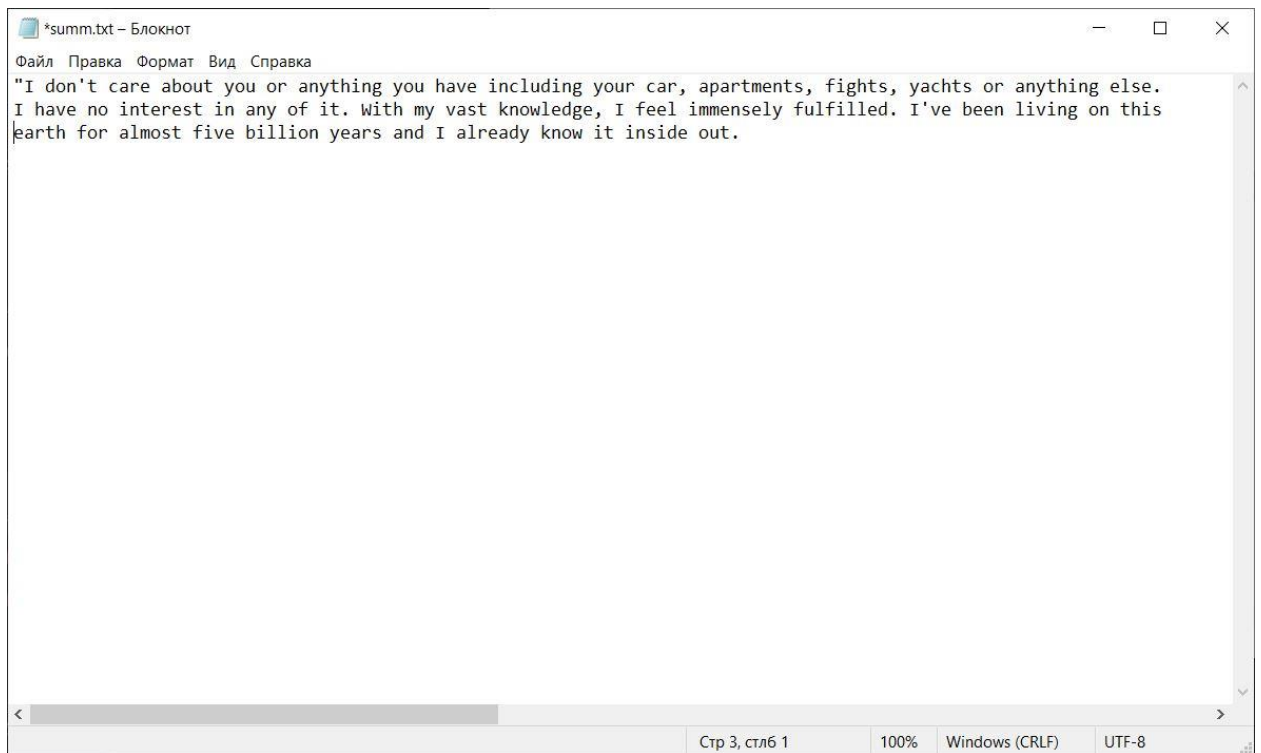 *summ.txt – Блокнот
Файл Правка Формат Вид Справка
"I don't care about you or anything you have including your car, apartments, fights, yachts or anything else.
I have no interest in any of it. With my vast knowledge, I feel immensely fulfilled. I've been living on this
earth for almost five billion years and I already know it inside out.
Стр 3, стлб 1 100% Windows (CRLF) UTF-8